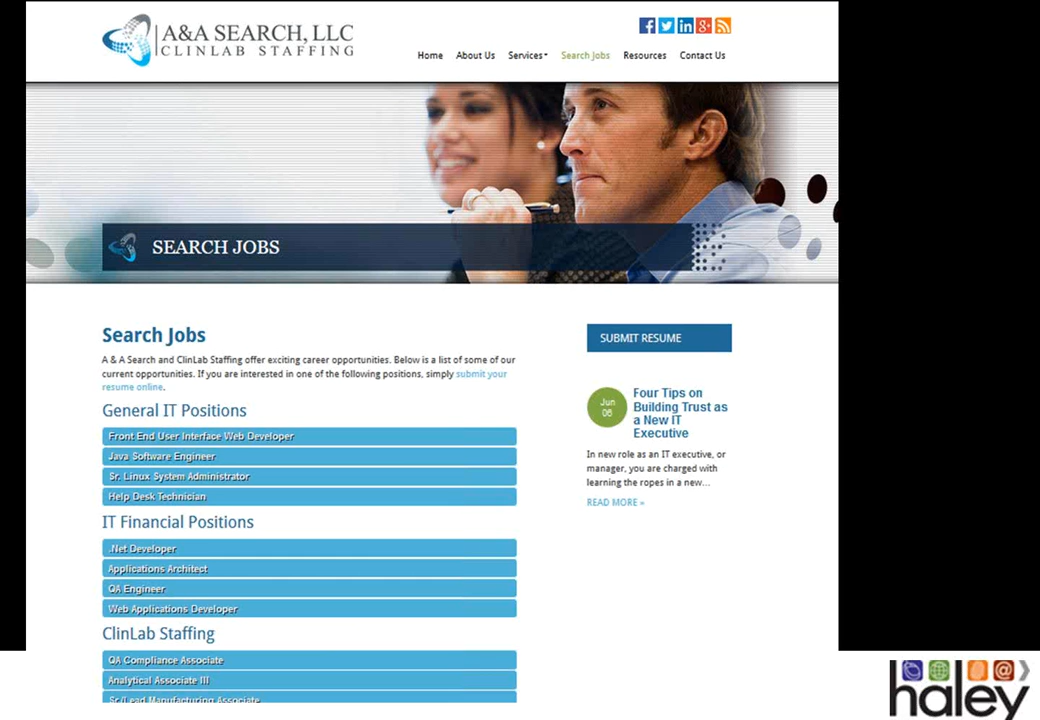 A&A SEARCH, LLC
CLINLAB STAFFING
Home About Us Services Search Jobs Resources Contact Us
SEARCH JOBS
Search Jobs
A & A Search and ClinLab Staffing offer exciting career opportunities. Below is a list of some of our
current opportunities. If you are interested in one of the following positions, simply submit your
resume online.
General IT Positions
Front End User Interface Web Developer
Java Software Engineer
Sr. Linux System Administrator
Help Desk Technician
IT Financial Positions
.Net Developer
Applications Architect
QA Engineer
Web Applications Developer
ClinLab Staffing
QA Compliance Associate
Analytical Associate III
Sr/Lead Manufacturing Associate
SUBMIT RESUME
Jun
06
Four Tips on
Building Trust as
a New IT
Executive
In new role as an IT executive, or
manager, you are charged with
learning the ropes in a new...
READ MORE »
haley